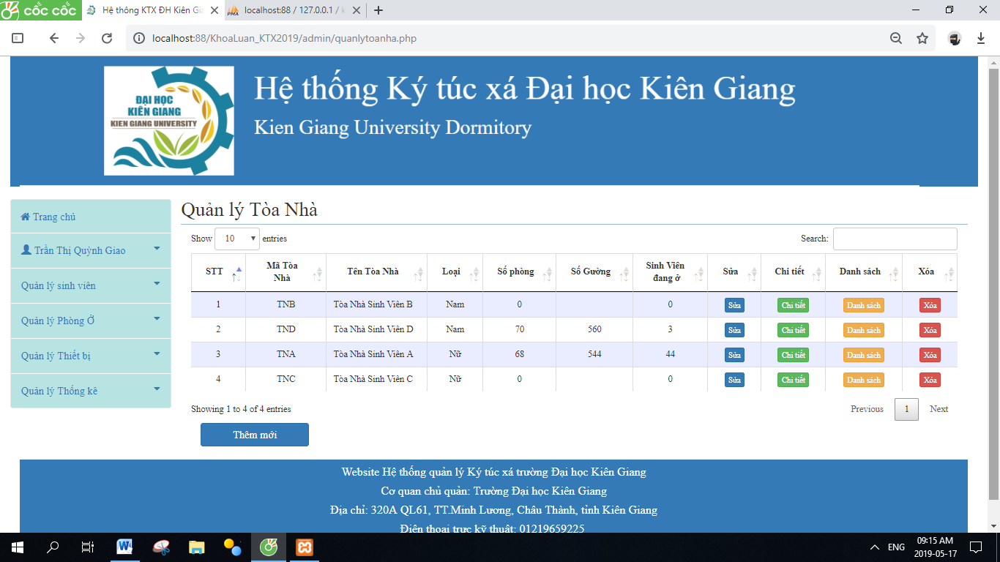 cốc cốc
Hệ thống KTX ĐH Kiên Gia
localhost:88 / 127.0.0.1 / k
localhost:88/KhoaLuan_KTX2019/admin/quanlytoanha.php
ĐẠI HỌC
KIÊN GIANG
KIEN GIANG UNIVERSITY
Hệ thống Ký túc xá Đại học Kiên Giang
Kien Giang University Dormitory
Trang chủ
Trần Thị Quỳnh Giao
Quản lý sinh viên
Quản lý Phòng Ở
Quản lý Thiết bị
Quản lý Thống kê
Quản lý Tòa Nhà
Show 10 entries Search:
STT Mã Tòa Nhà Tên Tòa Nhà Loại Số phòng Số Gường Sinh Viên đang ở Sửa Chi tiết Danh sách Xóa
1 TNB Tòa Nhà Sinh Viên B Nam 0 0 Sửa Chi tiết Danh sách Xóa
2 TND Tòa Nhà Sinh Viên D Nam 70 560 3 Sửa Chi tiết Danh sách Xóa
3 TNA Tòa Nhà Sinh Viên A Nữ 68 544 44 Sửa Chi tiết Danh sách Xóa
4 TNC Tòa Nhà Sinh Viên C Nữ 0 0 Sửa Chi tiết Danh sách Xóa
Showing 1 to 4 of 4 entries Previous 1 Next
Thêm mới
Website Hệ thống quản lý Ký túc xá trường Đại học Kiên Giang
Cơ quan chủ quản: Trường Đại học Kiên Giang
Địa chỉ: 320A QL61, TT.Minh Lương, Châu Thành, tỉnh Kiên Giang
Điện thoại trực kỹ thuật: 01219659225
ENG
09:15 AM
2019-05-17